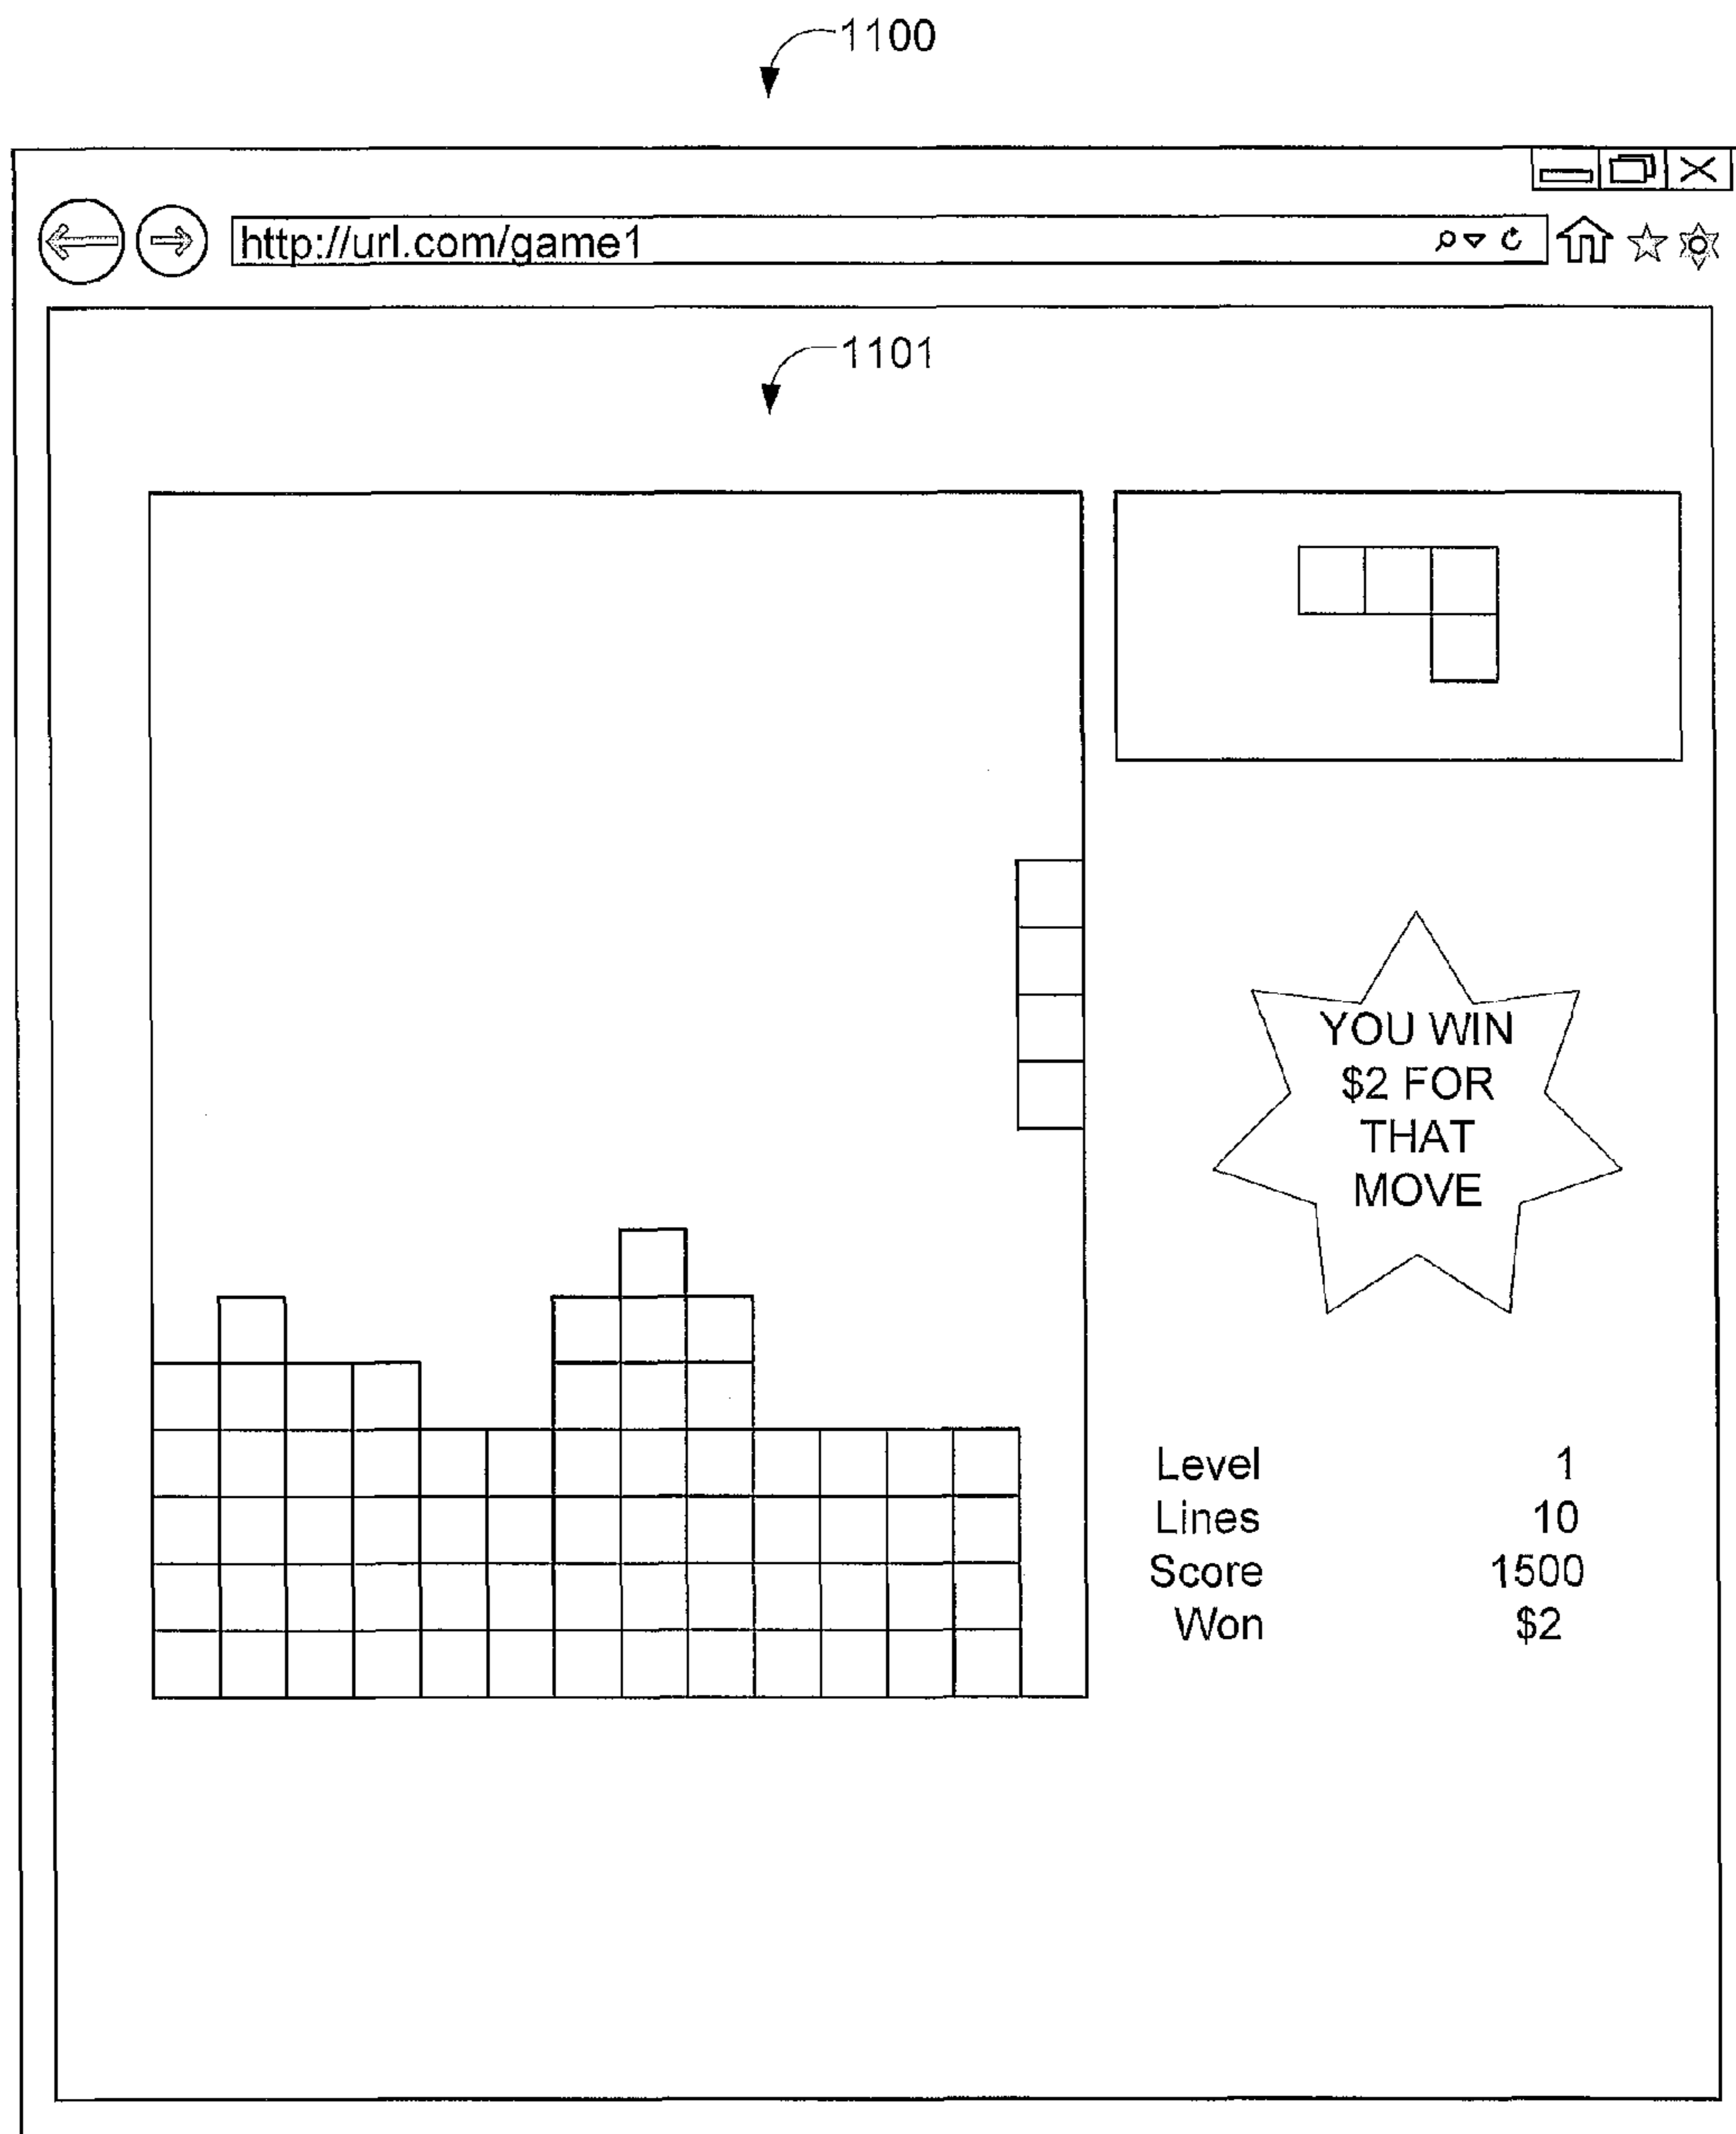 1100
http://url.com/game1
1101
YOU WIN
$2 FOR
THAT
MOVE
Level 1
Lines 10
Score 1500
Won $2